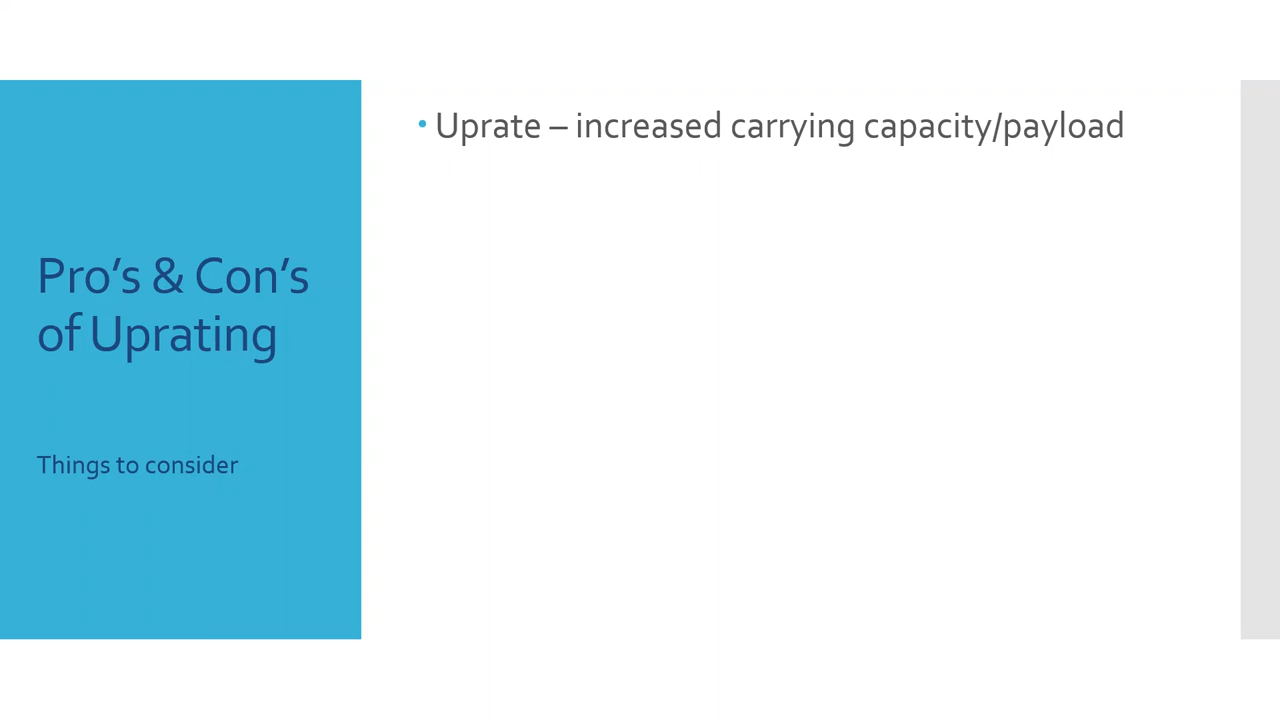 Pro’s & Con’s
of Uprating
Things to consider
• Uprate – increased carrying capacity/payload